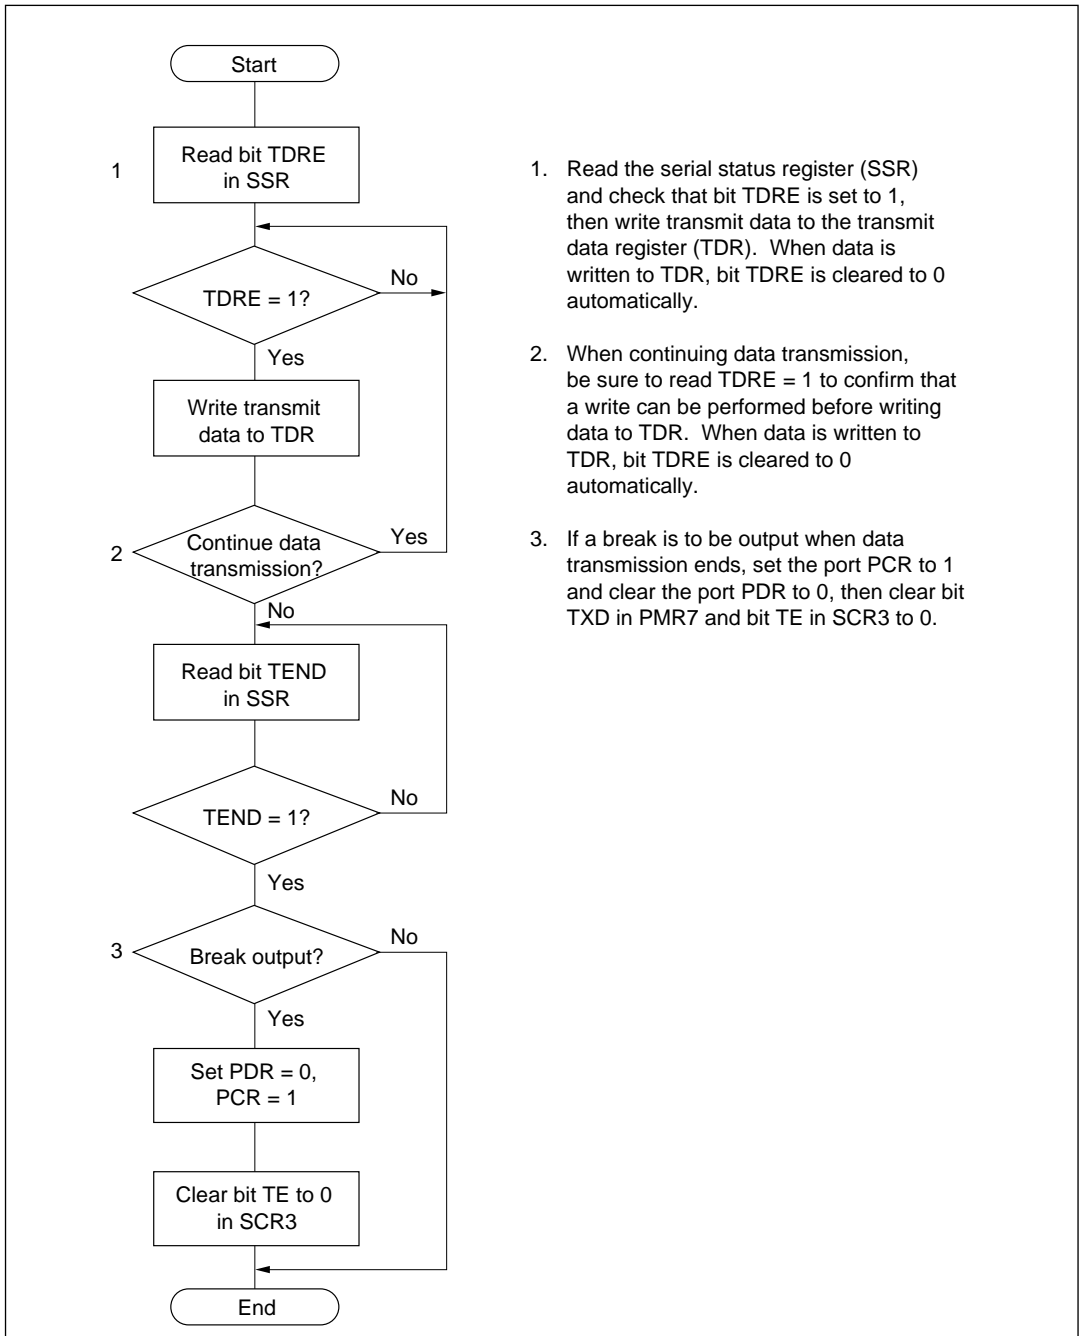 Start
1
Read bit TDRE
in SSR
TDRE = 1?
No
Yes
Write transmit
data to TDR
2
Continue data
transmission?
Yes
No
Read bit TEND
in SSR
TEND = 1?
No
Yes
3
Break output?
No
Yes
Set PDR = 0,
PCR = 1
Clear bit TE to 0
in SCR3
End
1. Read the serial status register (SSR)
and check that bit TDRE is set to 1,
then write transmit data to the transmit
data register (TDR). When data is
written to TDR, bit TDRE is cleared to 0
automatically.
2. When continuing data transmission,
be sure to read TDRE = 1 to confirm that
a write can be performed before writing
data to TDR. When data is written to
TDR, bit TDRE is cleared to 0
automatically.
3. If a break is to be output when data
transmission ends, set the port PCR to 1
and clear the port PDR to 0, then clear bit
TXD in PMR7 and bit TE in SCR3 to 0.